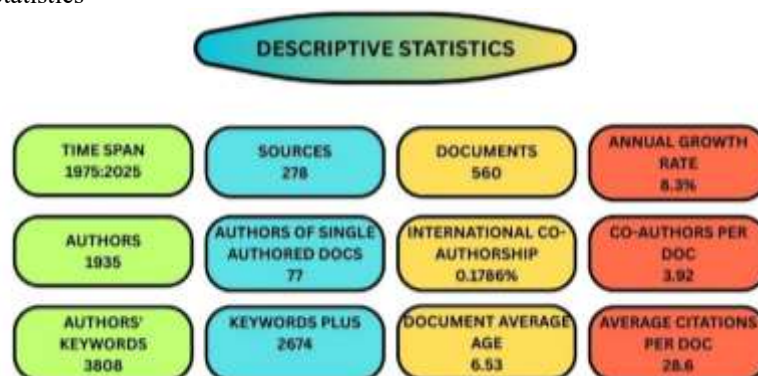 statistics
DESCRIPTIVE STATISTICS
TIME SPAN
1975:2025
SOURCES
278
DOCUMENTS
560
ANNUAL GROWTH
RATE
8.3%
AUTHORS
1935
AUTHORS OF SINGLE
AUTHORED DOCS
77
INTERNATIONAL CO-
AUTHORSHIP
0.1786%
CO-AUTHORS PER
DOC
3.92
AUTHORS'
KEYWORDS
3808
KEYWORDS PLUS
2674
DOCUMENT AVERAGE
AGE
6.53
AVERAGE CITATIONS
PER DOC
28.6